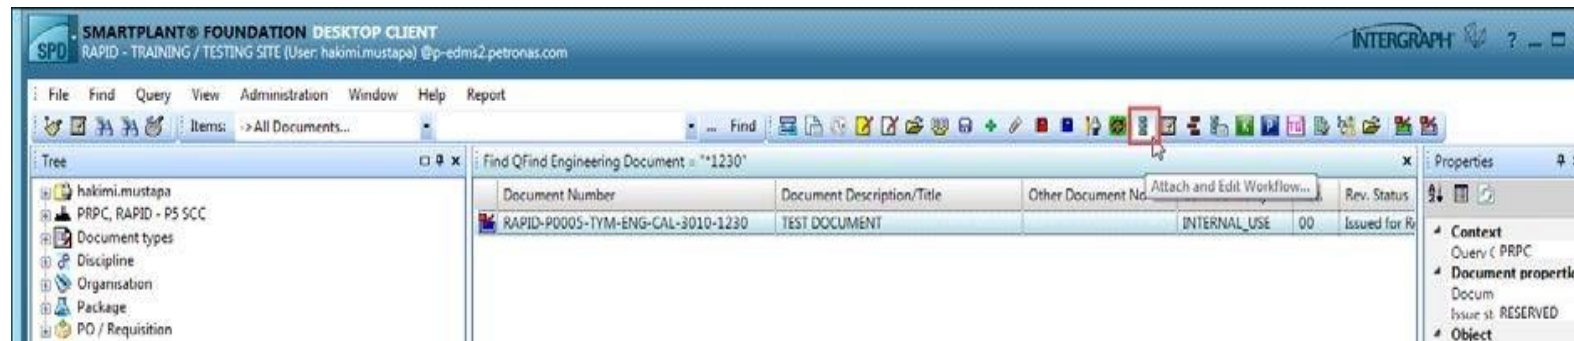 SMARTPLANT® FOUNDATION DESKTOP CLIENT
SPD RAPID - TRAINING / TESTING SITE (User: hakimi.mustapa) @p-edms2.petronas.com
INTERGRAPH ?
File Find Query View Administration Window Help Report
Items: ->All Documents... ... Find
Tree
Find QFind Engineering Document = "*1230"
Properties
hakimi.mustapa
PRPC, RAPID - P5 SCC
Document types
Discipline
Organisation
Package
PO / Requisition
Document Number Document Description/Title Other Document No Rev. Status
Attach and Edit Workflow...
RAPID-P0005-TYM-ENG-CAL-3010-1230 TEST DOCUMENT INTERNAL_USE 00 Issued for R
Context
Query C PRPC
Document properti
Docum
Issue st RESERVED
Object